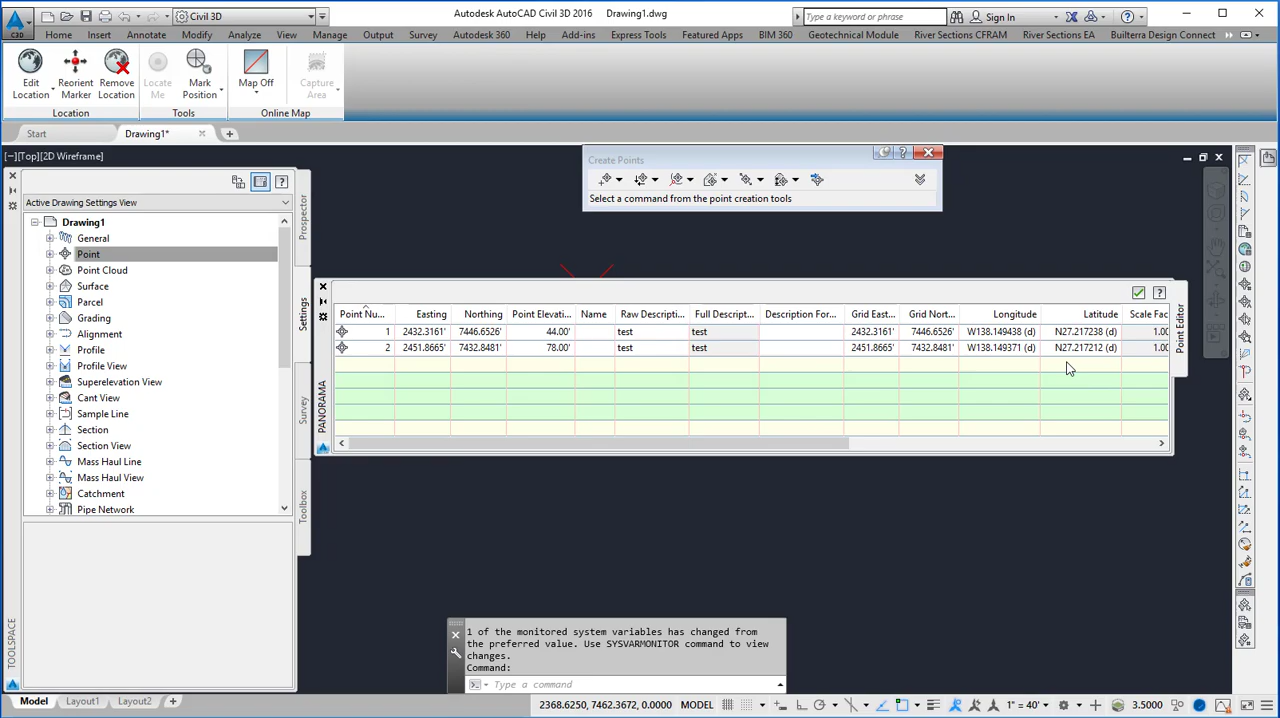 C3D
Civil 3D
Autodesk AutoCAD Civil 3D 2016 Drawing1.dwg
Type a keyword or phrase
Sign In
Home Insert Annotate Modify Analyze View Manage Output Survey Autodesk 360 Help Add-ins Express Tools Featured Apps BIM 360 Geotechnical Module River Sections CFRAM River Sections EA Builterra Design Connect
Edit Location
Reorient Marker
Remove Location
Locate Me
Mark Position
Map Off
Capture Area
Location Tools Online Map
Start Drawing1*
[−][Top][2D Wireframe]
Create Points
Select a command from the point creation tools
Active Drawing Settings View
Drawing1
General
Point
Point Cloud
Surface
Parcel
Grading
Alignment
Profile
Profile View
Superelevation View
Cant View
Sample Line
Section
Section View
Mass Haul Line
Mass Haul View
Catchment
Pipe Network
Prospector
Settings
Survey
Toolbox
TOOLSPACE
Point Nu... Easting Northing Point Elevati... Name Raw Descripti... Full Descript... Description For... Grid East... Grid Nort... Longitude Latitude Scale Fac
1 2432.3161' 7446.6526' 44.00' test test 2432.3161' 7446.6526' W138.149438 (d) N27.217238 (d) 1.00
2 2451.8665' 7432.8481' 78.00' test test 2451.8665' 7432.8481' W138.149371 (d) N27.217212 (d) 1.00
PANORAMA
Point Editor
1 of the monitored system variables has changed from
the preferred value. Use SYSVARMONITOR command to view
changes.
Command:
Type a command
Model Layout1 Layout2
2368.6250, 7462.3672, 0.0000 MODEL 1" = 40' 3.5000